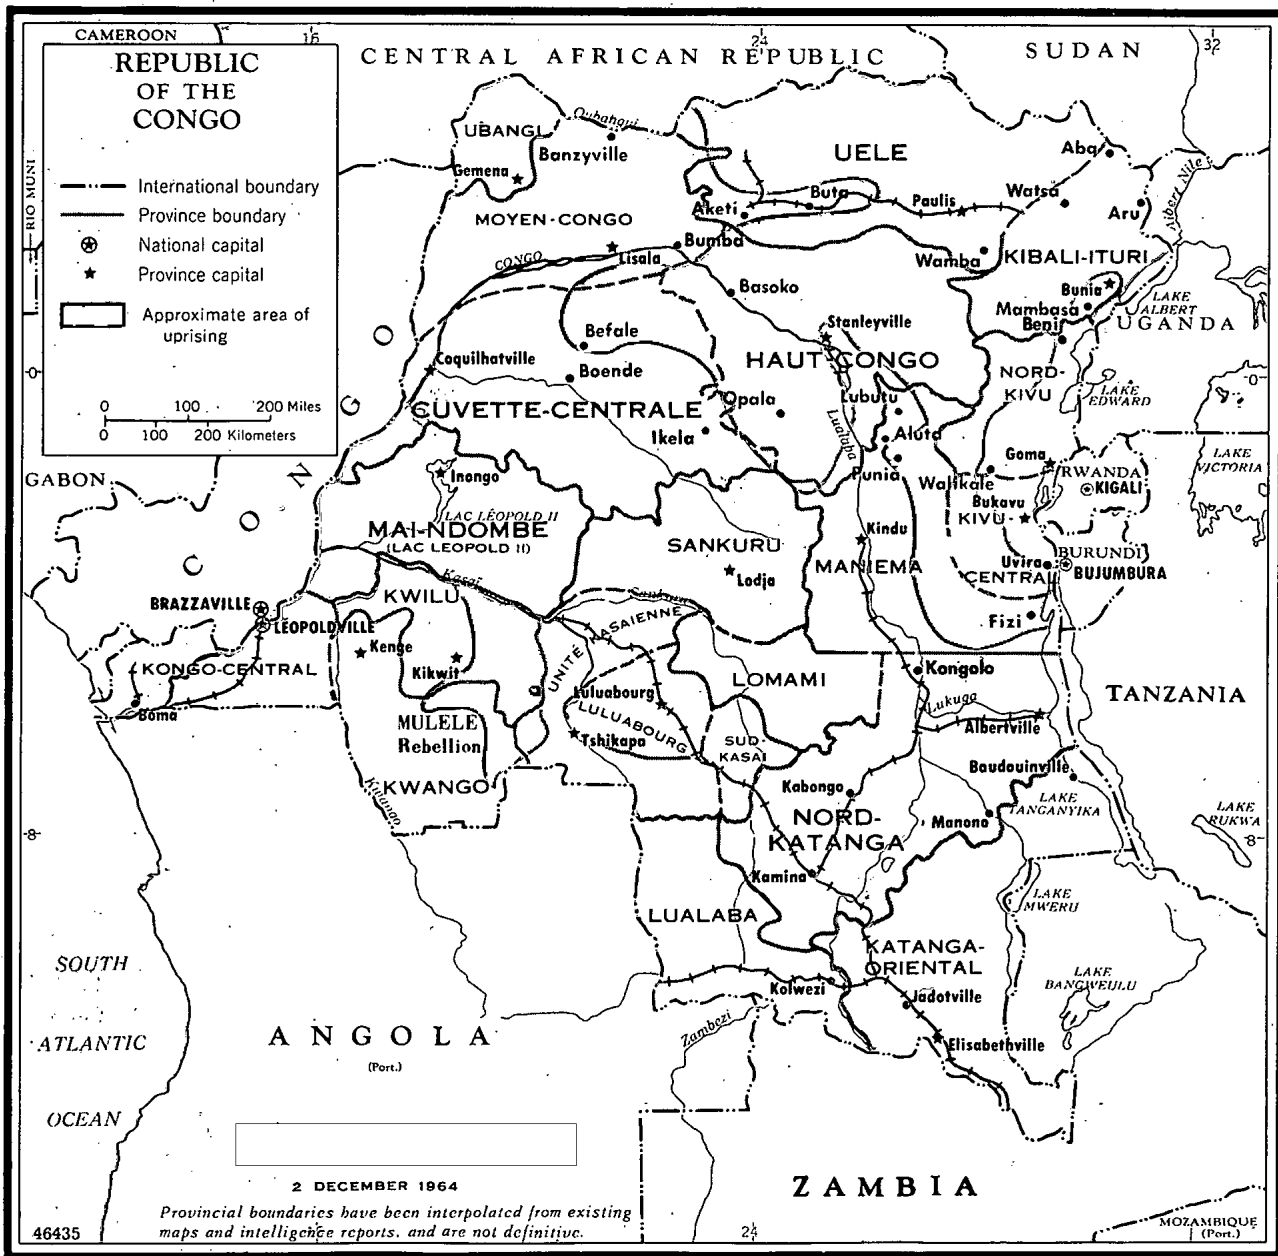 CAMEROON
16
CENTRAL AFRICAN REPUBLIC
24
SUDAN
32
REPUBLIC
OF THE
CONGO
International boundary
Province boundary
National capital
Province capital
Approximate area of
uprising
0 100 200 Miles
0 100 200 Kilometers
RIO MUNI
0
0
GABON
CONGO
UBANGI
Oubangui
Banzyville
Gemena
MOYEN-CONGO
CONGO
Lisala
Bumba
UELE
Aba
Aketi
Buta
Paulis
Watsa
Aru
Albert Nile
Wamba
KIBALI-ITURI
Bunia
LAKE
ALBERT
Mambasa
Beni
UGANDA
Basoko
Stanleyville
HAUT-CONGO
Befale
Boende
Coquilhatville
CUVETTE-CENTRALE
Opala
Ikela
Lubutu
Lualaba
Aluta
Punia
NORD-
KIVU
LAKE
EDWARD
Walikale
Goma
RWANDA
KIGALI
LAKE
VICTORIA
Bukavu
KIVU-
CENTRAL
Uvira
BURUNDI
BUJUMBURA
Fizi
Inongo
LAC LÉOPOLD II
MAI-NDOMBE
(LAC LEOPOLD II)
SANKURU
Lodja
Kindu
MANIEMA
Kasai
Sankuru
KWILU
BRAZZAVILLE
LEOPOLDVILLE
KONGO-CENTRAL
Boma
Kenge
Kikwit
UNITÉ KASAIENNE
Luluabourg
LULUABOURG
Tshikapa
LOMAMI
SUD-
KASAI
Kongolo
Lukuga
Albertville
TANZANIA
MULELE
Rebellion
KWANGO
Kwango
Baudouinville
Kabongo
NORD-
KATANGA
Manono
LAKE
TANGANYIKA
LAKE
RUKWA
8
8
Kamina
LUALABA
LAKE
MWERU
KATANGA-
ORIENTAL
LAKE
BANGWEULU
Kolwezi
Jadotville
Elisabethville
SOUTH
ATLANTIC
OCEAN
ANGOLA
(Port.)
Zambezi
ZAMBIA
2 DECEMBER 1964
Provincial boundaries have been interpolated from existing
maps and intelligence reports. and are not definitive.
46435
24
MOZAMBIQUE
(Port.)